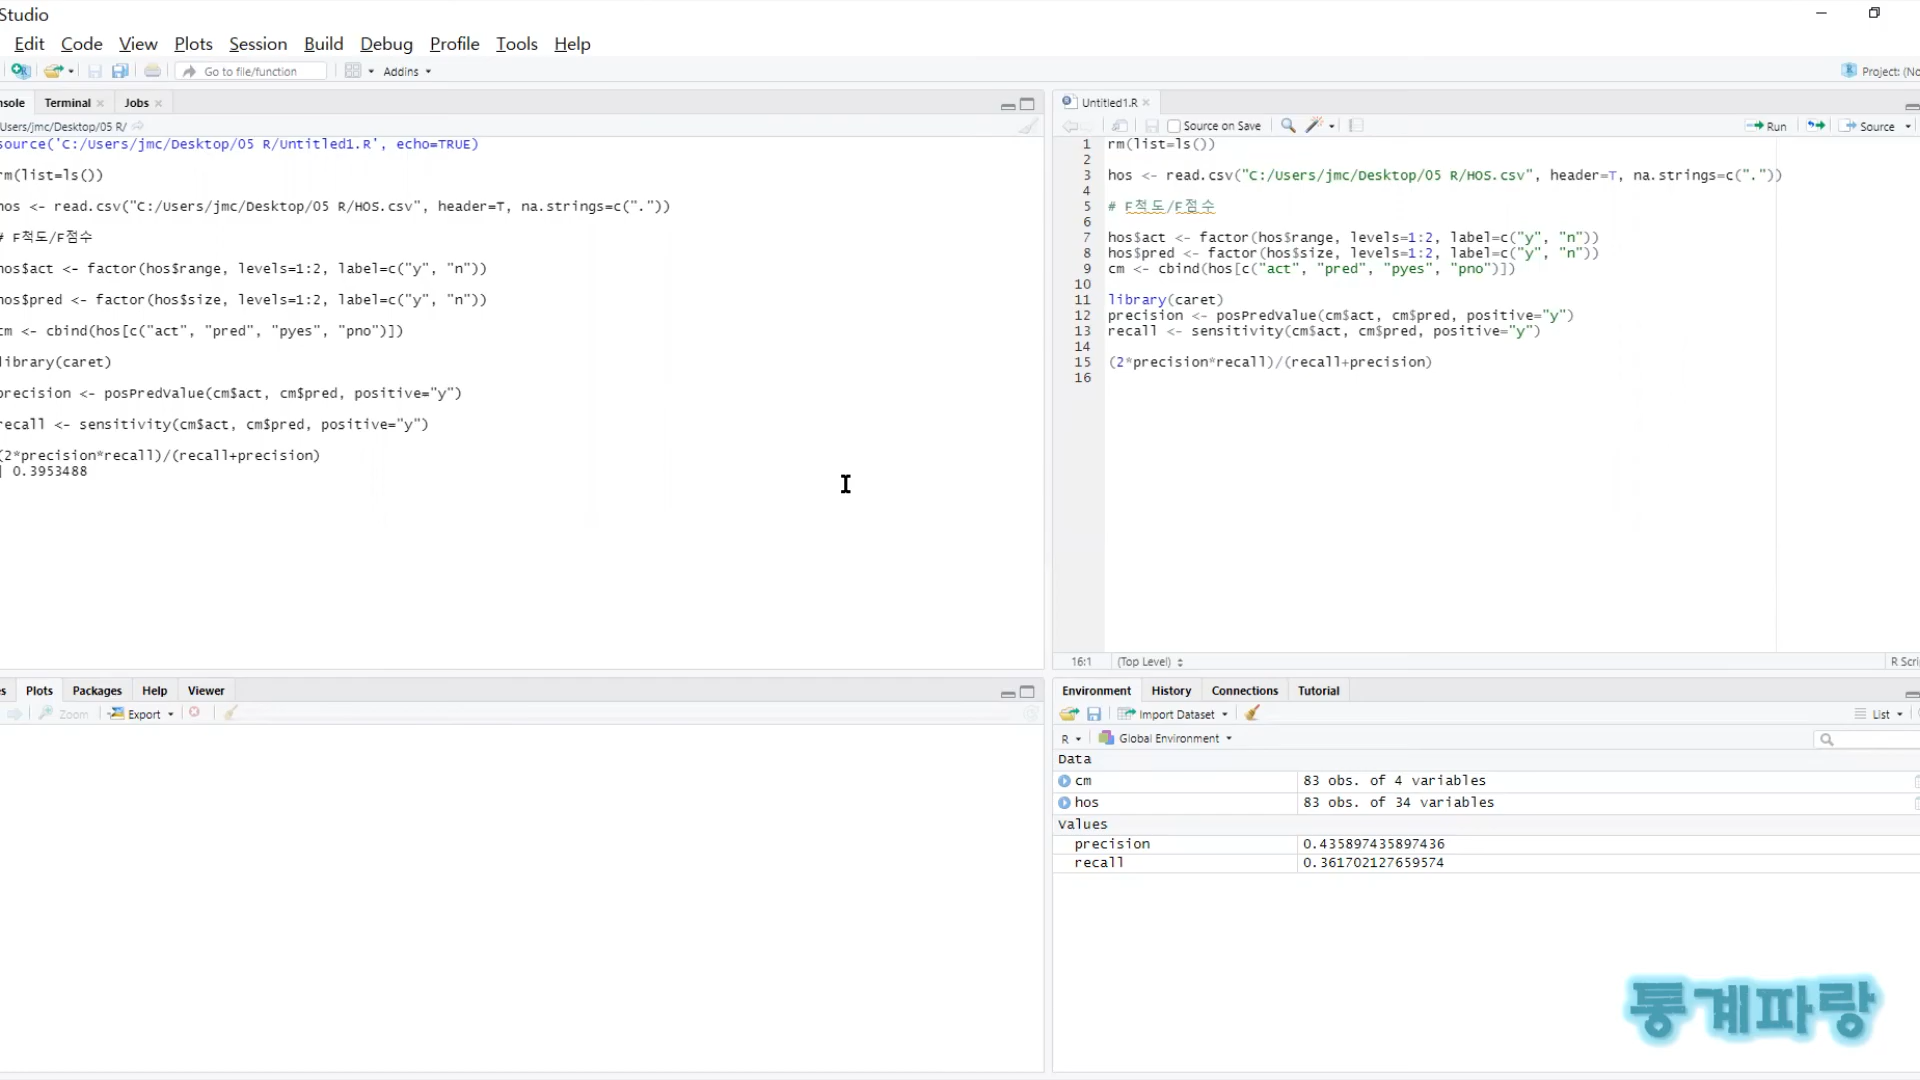 Studio
Edit Code View Plots Session Build Debug Profile Tools Help
Go to file/function Addins Project: (No
nsole Terminal Jobs
Users/jmc/Desktop/05 R/
source('C:/Users/jmc/Desktop/05 R/Untitled1.R', echo=TRUE)
rm(list=ls())
hos <- read.csv("C:/Users/jmc/Desktop/05 R/HOS.csv", header=T, na.strings=c("."))
# F척도/F점수
hos$act <- factor(hos$range, levels=1:2, label=c("y", "n"))
hos$pred <- factor(hos$size, levels=1:2, label=c("y", "n"))
cm <- cbind(hos[c("act", "pred", "pyes", "pno")])
library(caret)
precision <- posPredValue(cm$act, cm$pred, positive="y")
recall <- sensitivity(cm$act, cm$pred, positive="y")
(2*precision*recall)/(recall+precision)
] 0.3953488
Untitled1.R
Source on Save Run Source
1 rm(list=ls())
2
3 hos <- read.csv("C:/Users/jmc/Desktop/05 R/HOS.csv", header=T, na.strings=c("."))
4
5 # F척도/F점수
6
7 hos$act <- factor(hos$range, levels=1:2, label=c("y", "n"))
8 hos$pred <- factor(hos$size, levels=1:2, label=c("y", "n"))
9 cm <- cbind(hos[c("act", "pred", "pyes", "pno")])
10
11 library(caret)
12 precision <- posPredValue(cm$act, cm$pred, positive="y")
13 recall <- sensitivity(cm$act, cm$pred, positive="y")
14
15 (2*precision*recall)/(recall+precision)
16
16:1 (Top Level) R Scri
es Plots Packages Help Viewer
Zoom Export
Environment History Connections Tutorial
Import Dataset List
R Global Environment
Data
cm 83 obs. of 4 variables
hos 83 obs. of 34 variables
Values
precision 0.435897435897436
recall 0.361702127659574
통계파랑